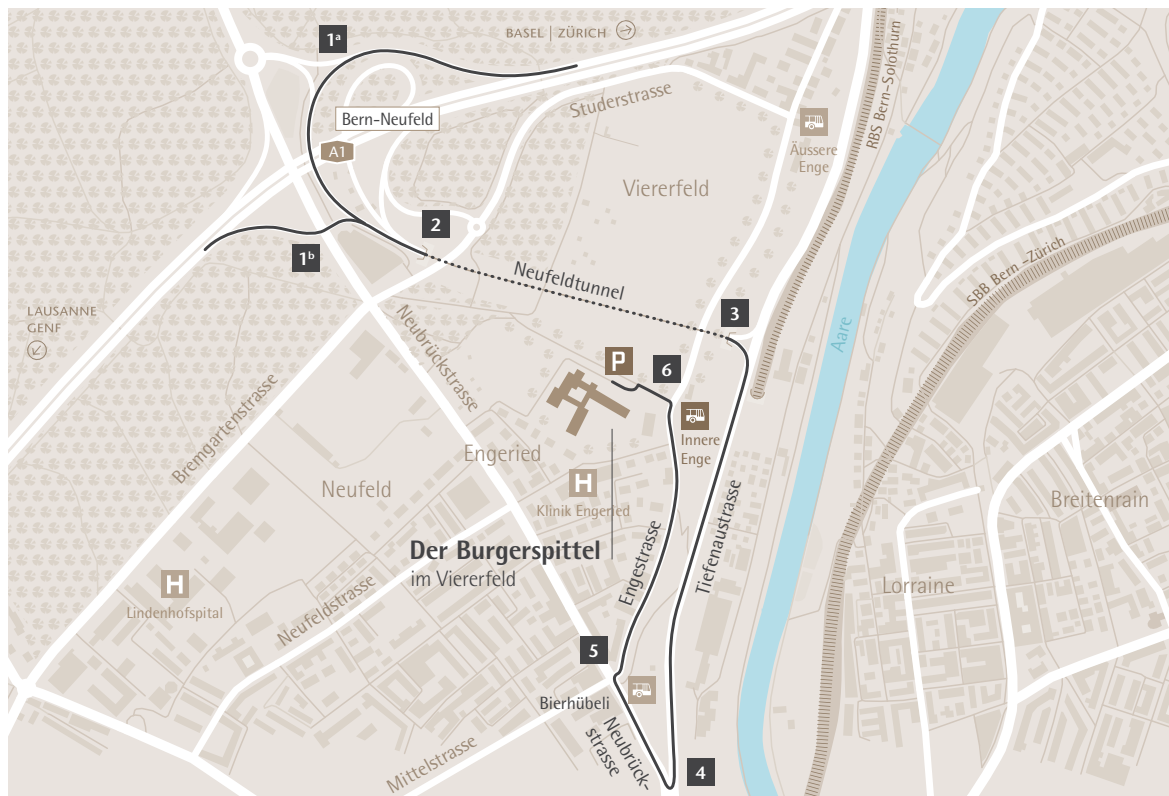 1a
BASEL | ZÜRICH
RBS Bern–Solothurn
Bern-Neufeld
Studerstrasse
A1
Äussere
Enge
Viererfeld
2
1b
Neufeldtunnel
SBB Bern –Zürich
LAUSANNE
GENF
3
Aare
Neubrückstrasse
P
6
Bremgartenstrasse
Innere
Enge
Engeried
Neufeld
H
Klinik Engeried
Breitenrain
Tiefenaustrasse
Der Burgerspittel
im Viererfeld
Engestrasse
H
Lindenhofspital
Lorraine
Neufeldstrasse
5
Bierhübeli
Neubrück-
strasse
Mittelstrasse
4